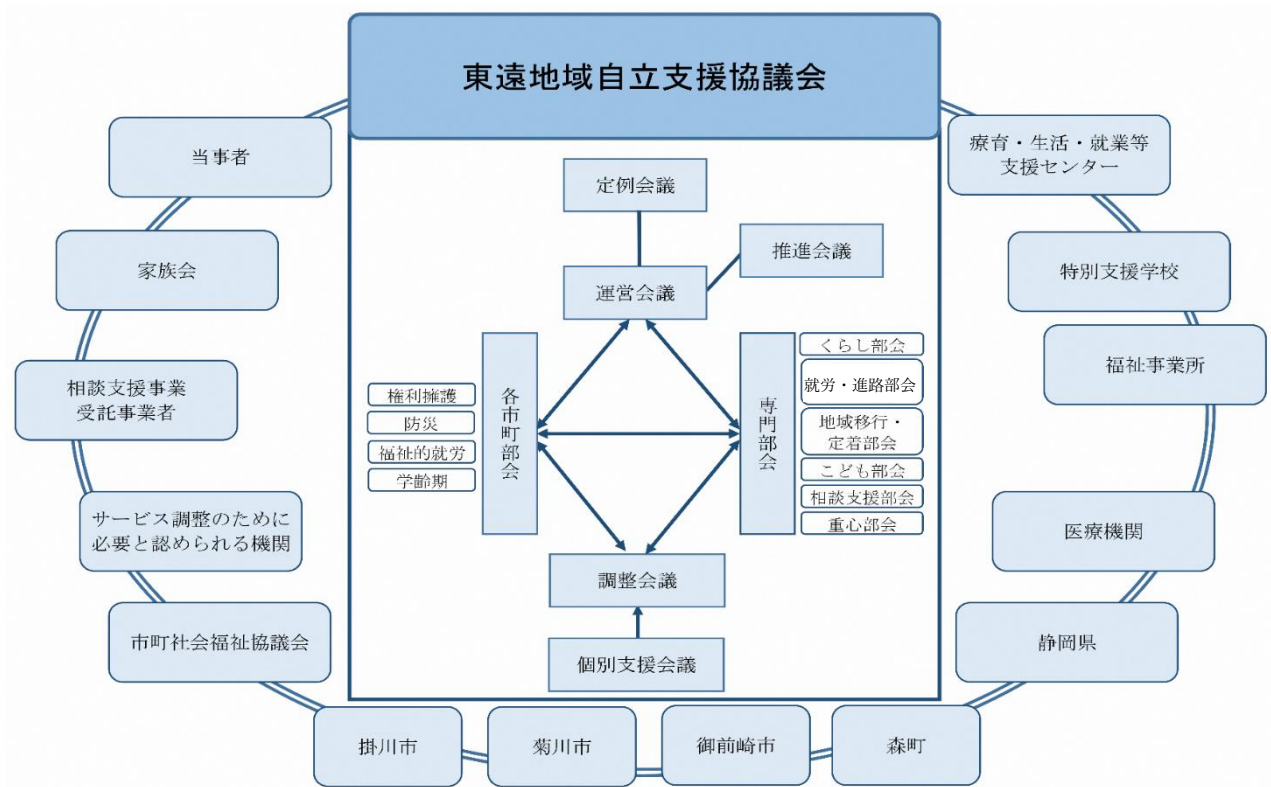 東遠地域自立支援協議会
当事者
家族会
相談支援事業
受託事業者
サービス調整のために
必要と認められる機関
市町社会福祉協議会
定例会議
推進会議
運営会議
権利擁護
防災
福祉的就労
学齢期
各市町部会
専門部会
くらし部会
就労・進路部会
地域移行・
定着部会
こども部会
相談支援部会
重心部会
調整会議
個別支援会議
療育・生活・就業等
支援センター
特別支援学校
福祉事業所
医療機関
静岡県
掛川市
菊川市
御前崎市
森町